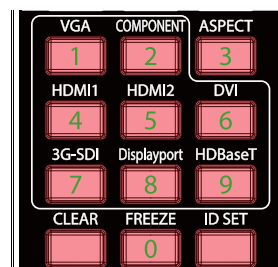 VGA COMPONENT ASPECT
1 2 3
HDMI1 HDMI2 DVI
4 5 6
3G-SDI Displayport HDBaseT
7 8 9
CLEAR FREEZE ID SET
0